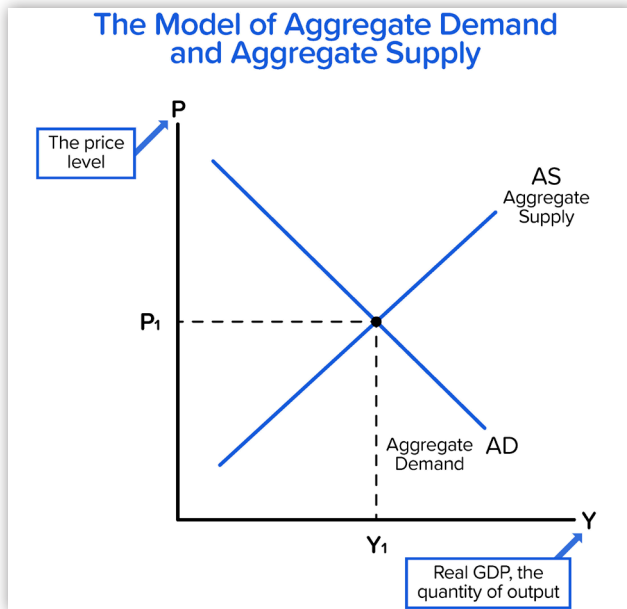 The Model of Aggregate Demand
and Aggregate Supply
P
The price
level
AS
Aggregate
Supply
P₁
Aggregate
Demand
AD
Y
Y₁
Real GDP, the
quantity of output